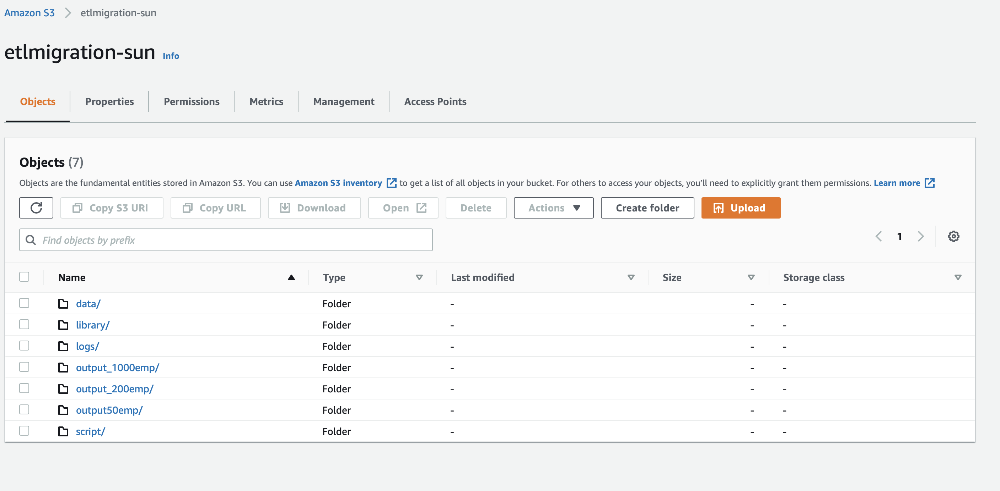 Amazon S3 > etlmigration-sun
etlmigration-sun Info
Objects Properties Permissions Metrics Management Access Points
Objects (7)
Objects are the fundamental entities stored in Amazon S3. You can use Amazon S3 inventory to get a list of all objects in your bucket. For others to access your objects, you'll need to explicitly grant them permissions. Learn more
Copy S3 URI Copy URL Download Open Delete Actions Create folder Upload
Find objects by prefix 1
Name Type Last modified Size Storage class
data/ Folder - - -
library/ Folder - - -
logs/ Folder - - -
output_1000emp/ Folder - - -
output_200emp/ Folder - - -
output50emp/ Folder - - -
script/ Folder - - -